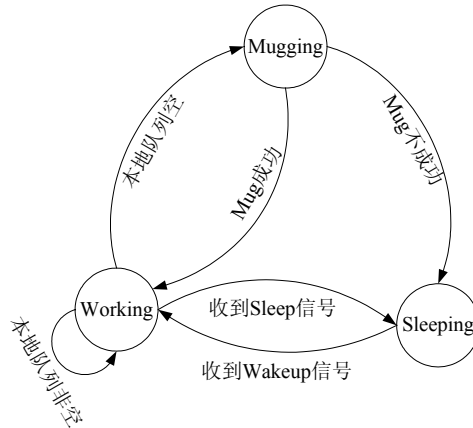 Mugging
本地队列空
Mug成功
Mug不成功
Working
收到Sleep信号
Sleeping
收到Wakeup信号
本地队列非空